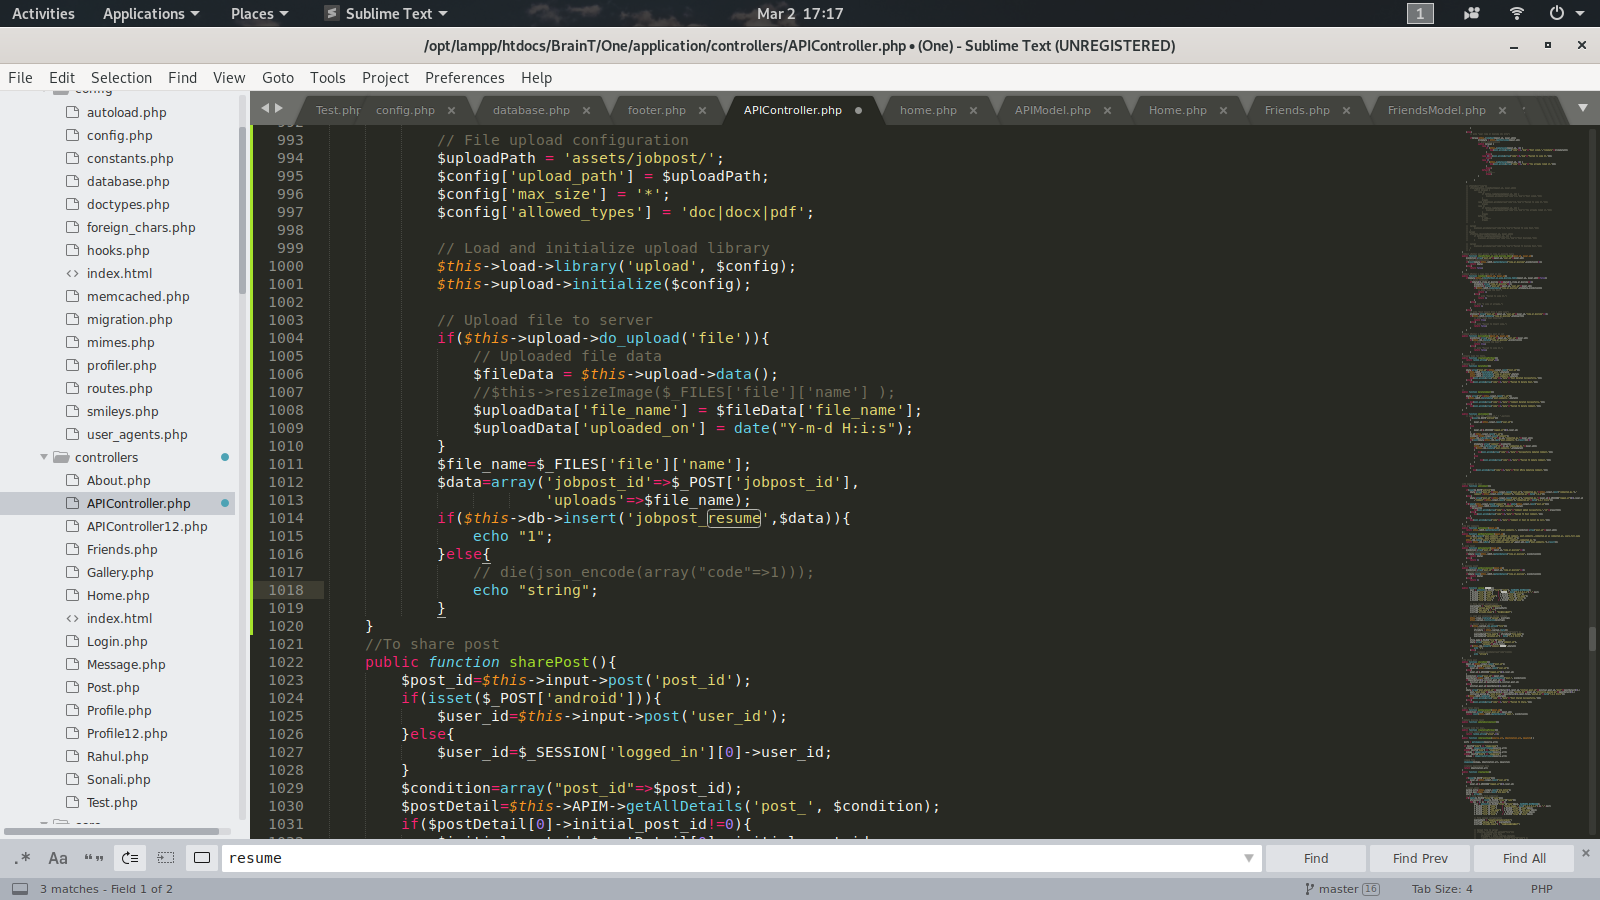 Activities Applications Places Sublime Text Mar 2 17:17 1
/opt/lampp/htdocs/BrainT/One/application/controllers/APIController.php • (One) - Sublime Text (UNREGISTERED)
File Edit Selection Find View Goto Tools Project Preferences Help
config
autoload.php
config.php
constants.php
database.php
doctypes.php
foreign_chars.php
hooks.php
<> index.html
memcached.php
migration.php
mimes.php
profiler.php
routes.php
smileys.php
user_agents.php
controllers
About.php
APIController.php
APIController12.php
Friends.php
Gallery.php
Home.php
<> index.html
Login.php
Message.php
Post.php
Profile.php
Profile12.php
Rahul.php
Sonali.php
Test.php
Test.php config.php database.php footer.php APIController.php home.php APIModel.php Home.php Friends.php FriendsModel.php
992
993 // File upload configuration
994 $uploadPath = 'assets/jobpost/';
995 $config['upload_path'] = $uploadPath;
996 $config['max_size'] = '*';
997 $config['allowed_types'] = 'doc|docx|pdf';
998
999 // Load and initialize upload library
1000 $this->load->library('upload', $config);
1001 $this->upload->initialize($config);
1002
1003 // Upload file to server
1004 if($this->upload->do_upload('file')){
1005 // Uploaded file data
1006 $fileData = $this->upload->data();
1007 //$this->resizeImage($_FILES['file']['name'] );
1008 $uploadData['file_name'] = $fileData['file_name'];
1009 $uploadData['uploaded_on'] = date("Y-m-d H:i:s");
1010 }
1011 $file_name=$_FILES['file']['name'];
1012 $data=array('jobpost_id'=>$_POST['jobpost_id'],
1013 'uploads'=>$file_name);
1014 if($this->db->insert('jobpost_resume',$data)){
1015 echo "1";
1016 }else{
1017 // die(json_encode(array("code"=>1)));
1018 echo "string";
1019 }
1020 }
1021 //To share post
1022 public function sharePost(){
1023 $post_id=$this->input->post('post_id');
1024 if(isset($_POST['android'])){
1025 $user_id=$this->input->post('user_id');
1026 }else{
1027 $user_id=$_SESSION['logged_in'][0]->user_id;
1028 }
1029 $condition=array("post_id"=>$post_id);
1030 $postDetail=$this->APIM->getAllDetails('post_', $condition);
1031 if($postDetail[0]->initial_post_id!=0){
.* Aa “” resume Find Find Prev Find All
3 matches - Field 1 of 2 master 16 Tab Size: 4 PHP